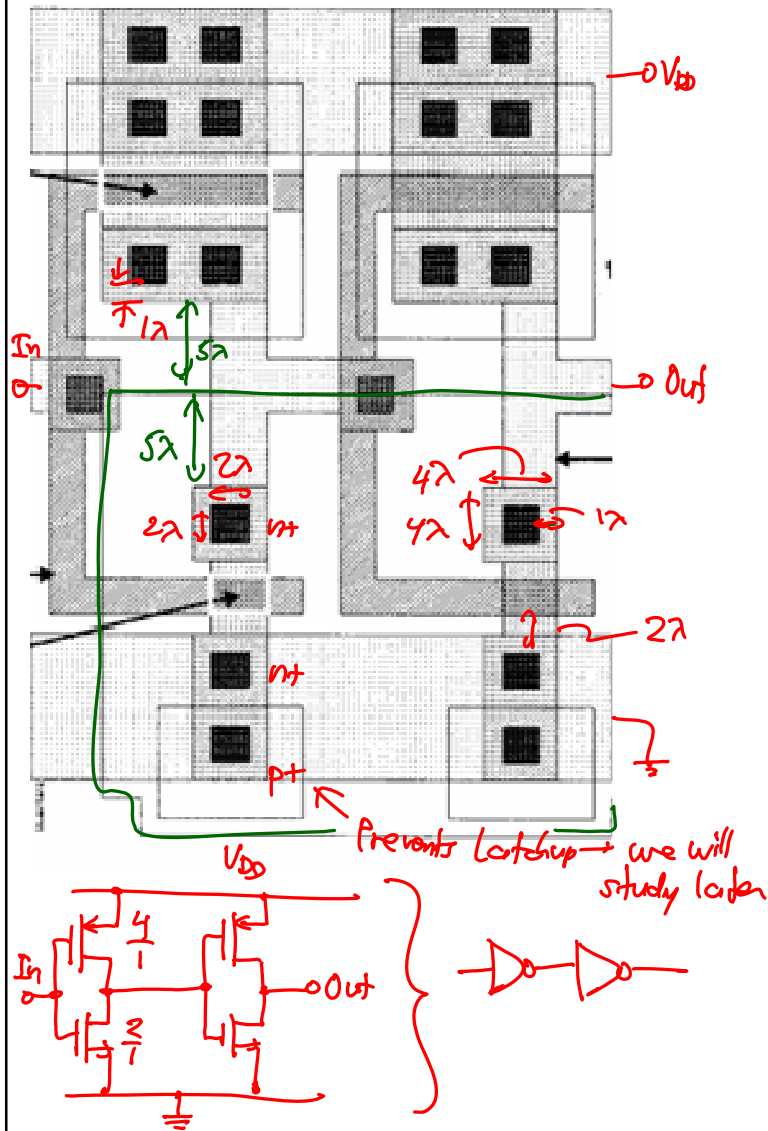 VDD
1λ
5λ
In
Out
5λ
2λ
4λ
2λ
n+
4λ
1λ
2λ
n+
p+
Prevents Latchup → we will
study later
VDD
4/1
In
Out
2/1